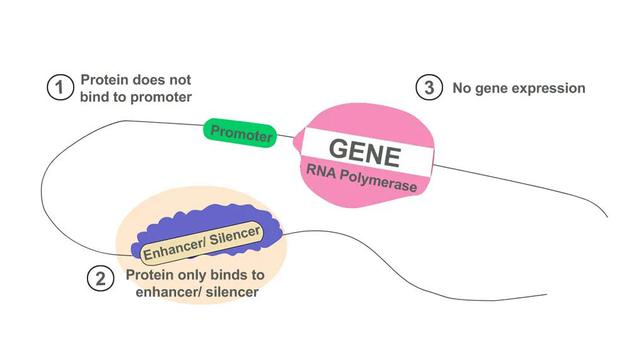 1
Protein does not
bind to promoter
3
No gene expression
Promoter
GENE
RNA Polymerase
Enhancer/ Silencer
2
Protein only binds to
enhancer/ silencer